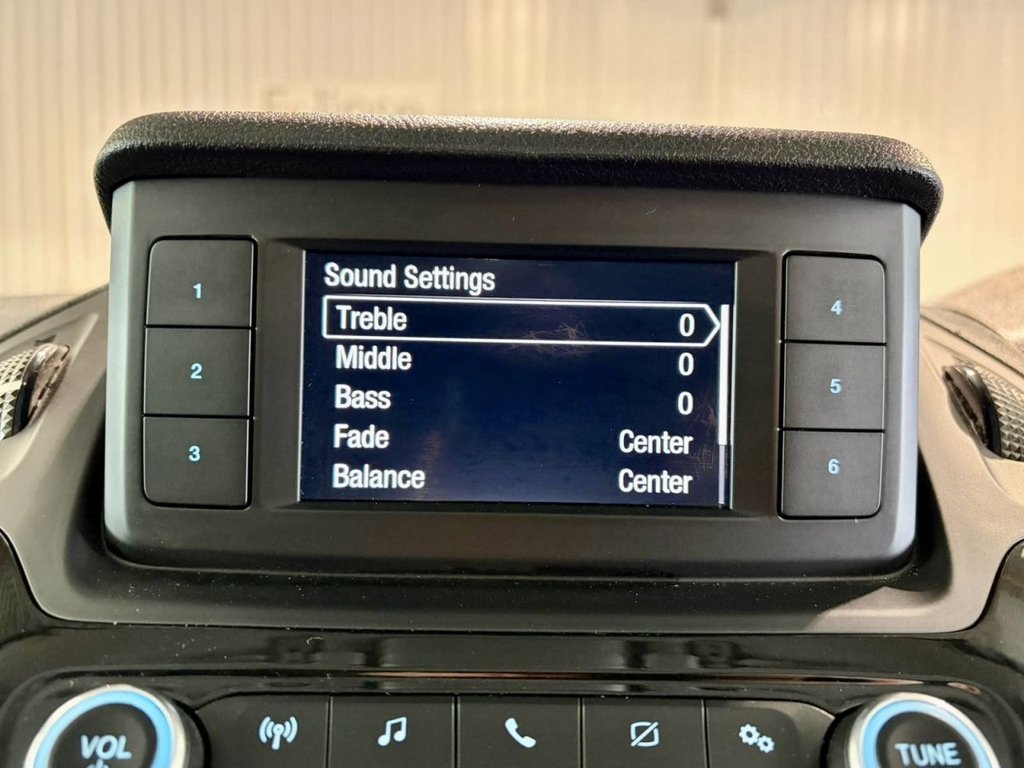 Sound Settings
Treble 0
Middle 0
Bass 0
Fade Center
Balance Center
1
2
3
4
5
6
VOL
TUNE